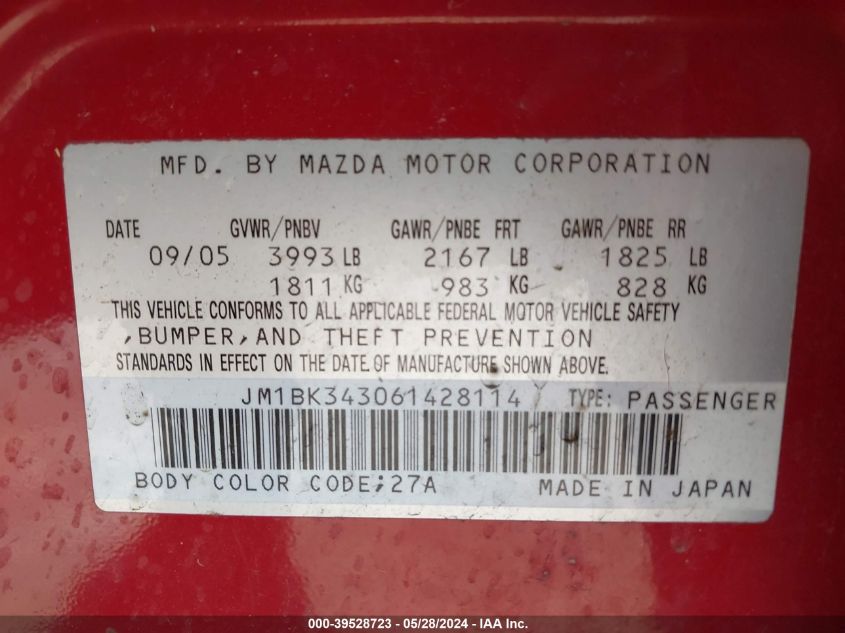 MFD. BY MAZDA MOTOR CORPORATION
DATE GVWR/PNBV GAWR/PNBE FRT GAWR/PNBE RR
09/05 3993 LB 2167 LB 1825 LB
1811 KG 983 KG 828 KG
THIS VEHICLE CONFORMS TO ALL APPLICABLE FEDERAL MOTOR VEHICLE SAFETY
,BUMPER,AND THEFT PREVENTION
STANDARDS IN EFFECT ON THE DATE OF MANUFACTURE SHOWN ABOVE.
JM1BK343061428114 TYPE: PASSENGER
BODY COLOR CODE;27A MADE IN JAPAN
000-39528723 - 05/28/2024 - IAA Inc.